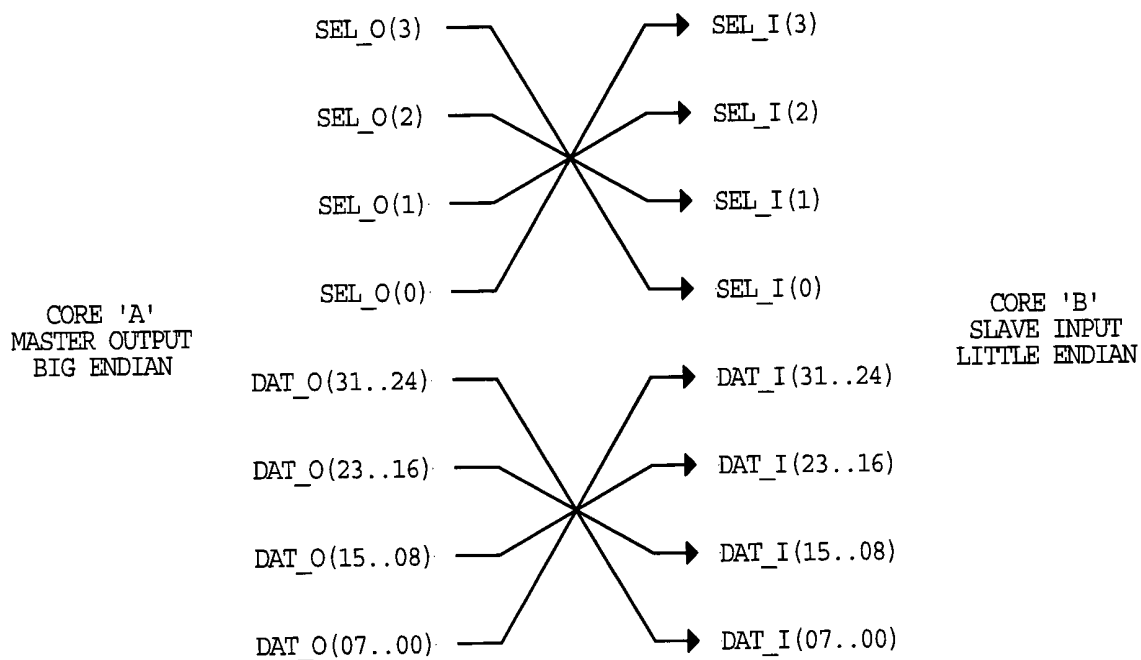 SEL_O(3) SEL_I(3)
SEL_O(2) SEL_I(2)
SEL_O(1) SEL_I(1)
SEL_O(0) SEL_I(0)
CORE 'A'
MASTER OUTPUT
BIG ENDIAN
CORE 'B'
SLAVE INPUT
LITTLE ENDIAN
DAT_O(31..24) DAT_I(31..24)
DAT_O(23..16) DAT_I(23..16)
DAT_O(15..08) DAT_I(15..08)
DAT_O(07..00) DAT_I(07..00)